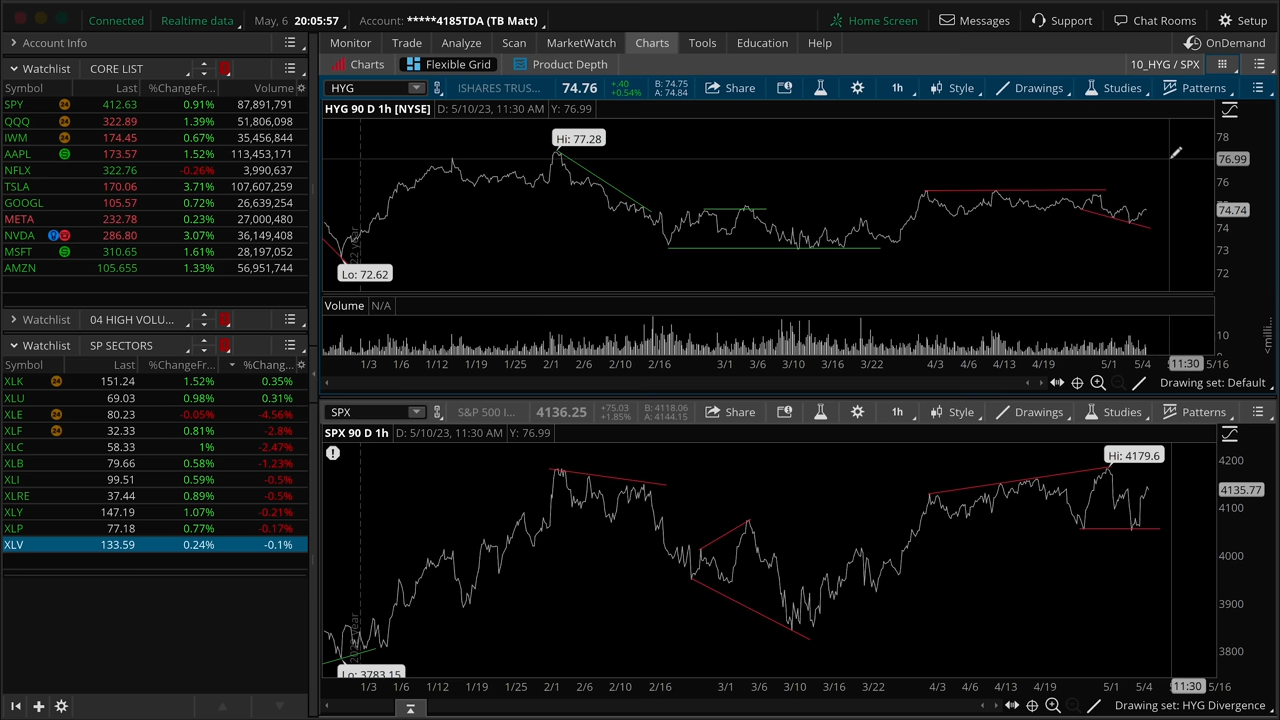 Connected Realtime data May, 6 20:05:57 Account: *****4185TDA (TB Matt) Home Screen Messages Support Chat Rooms Setup
Account Info
Monitor Trade Analyze Scan MarketWatch Charts Tools Education Help OnDemand
Charts Flexible Grid Product Depth 10_HYG / SPX
Watchlist CORE LIST
Symbol Last %ChangeFr... Volume
SPY 24 412.63 0.91% 87,891,791
QQQ 24 322.89 1.39% 51,806,098
IWM 24 174.45 0.67% 35,456,844
AAPL 173.57 1.52% 113,453,171
NFLX 322.76 -0.26% 3,990,637
TSLA 170.06 3.71% 107,607,259
GOOGL 105.57 0.72% 26,639,254
META 232.78 0.23% 27,000,480
NVDA 286.80 3.07% 36,149,408
MSFT 310.65 1.61% 28,197,052
AMZN 105.655 1.33% 56,951,744
Watchlist 04 HIGH VOLU...
Watchlist SP SECTORS
Symbol Last %ChangeFr... %Chang...
XLK 24 151.24 1.52% 0.35%
XLU 69.03 0.98% 0.31%
XLE 24 80.23 -0.05% -4.56%
XLF 24 32.33 0.81% -2.8%
XLC 58.33 1% -2.47%
XLB 79.66 0.58% -1.23%
XLI 99.51 0.59% -0.5%
XLRE 37.44 0.89% -0.5%
XLY 147.19 1.07% -0.21%
XLP 77.18 0.77% -0.17%
XLV 133.59 0.24% -0.1%
HYG ISHARES TRUS... 74.76 +.40 +0.54% B: 74.75 A: 74.84 Share 1h Style Drawings Studies Patterns
HYG 90 D 1h [NYSE] D: 5/10/23, 11:30 AM Y: 76.99
Hi: 77.28
Lo: 72.62
78
76.99
76
74.74
74
73
72
Volume N/A
10
<milli...
1/3 1/6 1/12 1/19 1/25 2/1 2/10 2/16 3/1 3/6 3/10 3/22 4/3 4/6 4/13 4/19 5/1 5/4 11:30 5/16
Drawing set: Default
SPX S&P 500 I... 4136.25 +75.03 +1.85% B: 4118.06 A: 4144.15 Share 1h Style Drawings Studies Patterns
SPX 90 D 1h D: 5/10/23, 11:30 AM Y: 76.99
Hi: 4179.6
Lo: 3783.15
4200
4135.77
4100
4000
3900
3800
1/3 1/6 1/12 1/19 1/25 2/1 2/10 2/16 3/1 3/6 3/10 3/22 4/3 4/6 4/13 4/19 5/1 5/4 11:30 5/16
Drawing set: HYG Divergence